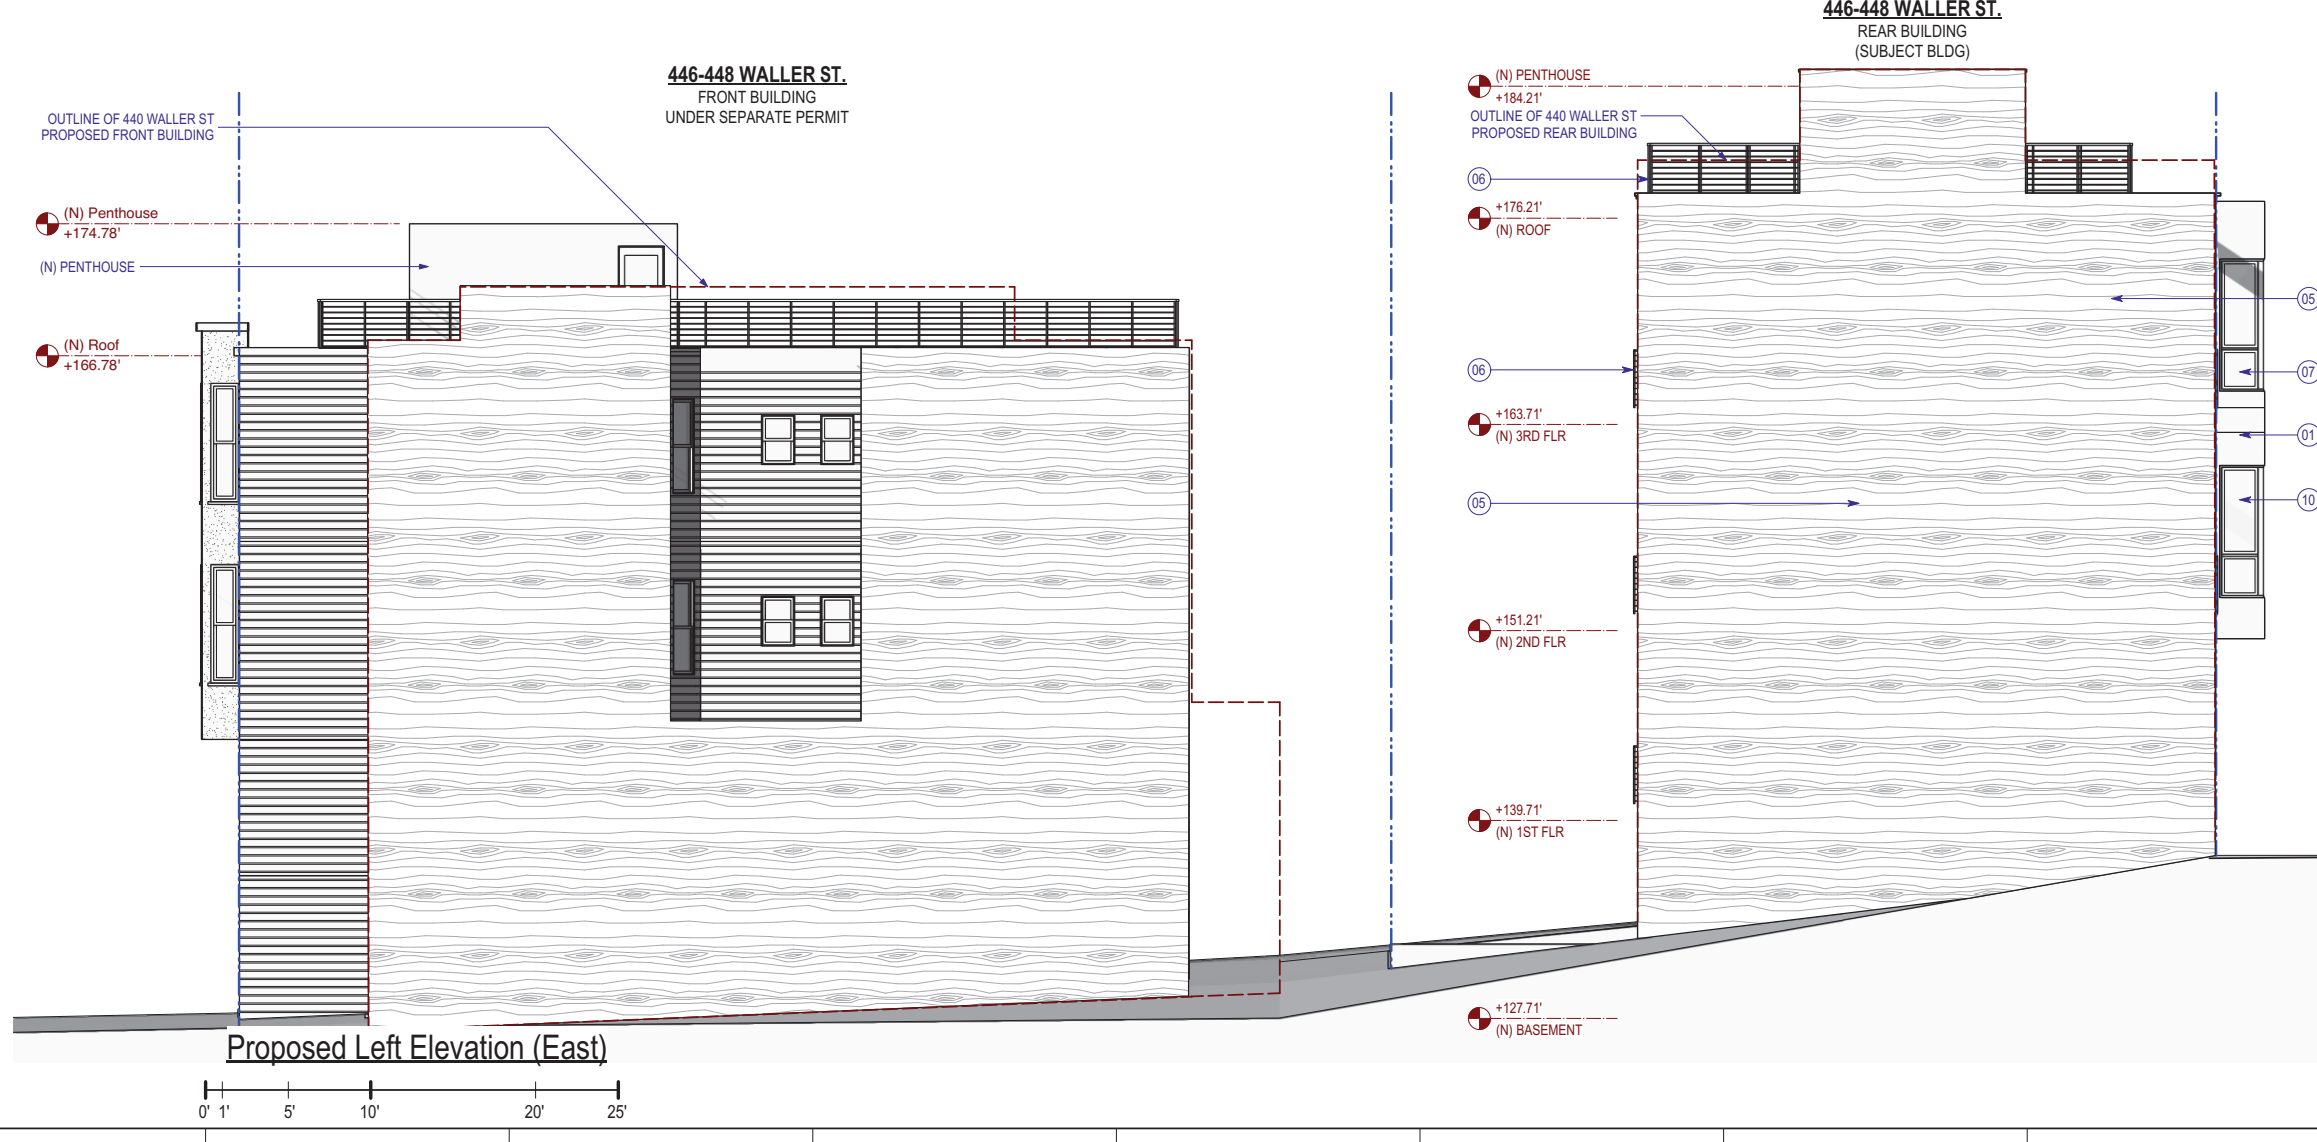 446-448 WALLER ST.
REAR BUILDING
(SUBJECT BLDG)
446-448 WALLER ST.
FRONT BUILDING
UNDER SEPARATE PERMIT
OUTLINE OF 440 WALLER ST
PROPOSED FRONT BUILDING
(N) Penthouse
+174.78'
(N) PENTHOUSE
(N) Roof
+166.78'
(N) PENTHOUSE
+184.21'
OUTLINE OF 440 WALLER ST
PROPOSED REAR BUILDING
06
+176.21'
(N) ROOF
05
06
07
+163.71'
(N) 3RD FLR
01
05
10
+151.21'
(N) 2ND FLR
+139.71'
(N) 1ST FLR
+127.71'
(N) BASEMENT
Proposed Left Elevation (East)
0' 1' 5' 10' 20' 25'